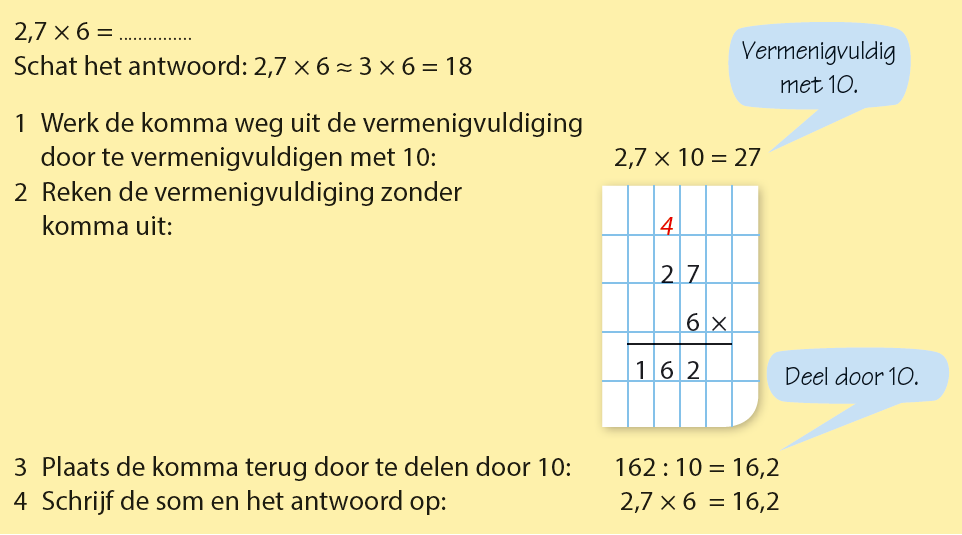 2,7 × 6 = ...............
Schat het antwoord: 2,7 × 6 ≈ 3 × 6 = 18
Vermenigvuldig
met 10.
1 Werk de komma weg uit de vermenigvuldiging
door te vermenigvuldigen met 10: 2,7 × 10 = 27
2 Reken de vermenigvuldiging zonder
komma uit:
4
2 7
6 ×
1 6 2
Deel door 10.
3 Plaats de komma terug door te delen door 10: 162 : 10 = 16,2
4 Schrijf de som en het antwoord op: 2,7 × 6 = 16,2